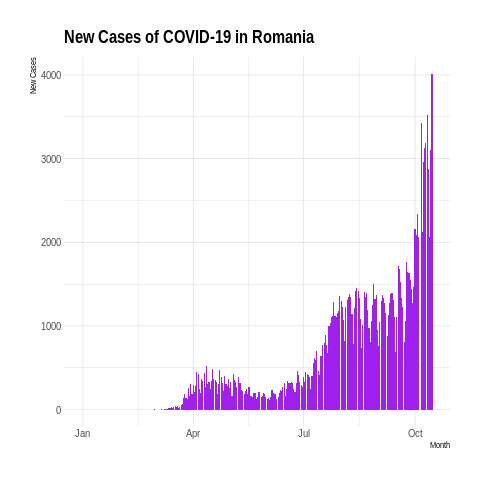 New Cases of COVID-19 in Romania
New Cases
4000
3000
2000
1000
0
Jan Apr Jul Oct
Month